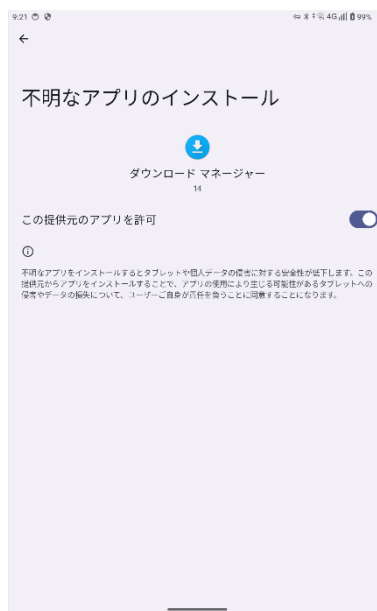 9:21 4G 99%
不明なアプリのインストール
ダウンロード マネージャー
14
この提供元のアプリを許可
不明なアプリをインストールするとタブレットや個人データの侵害に対する安全性が低下します。この
提供元からアプリをインストールすることで、アプリの使用により生じる可能性があるタブレットへの
侵害やデータの損失について、ユーザーご自身が責任を負うことに同意することになります。